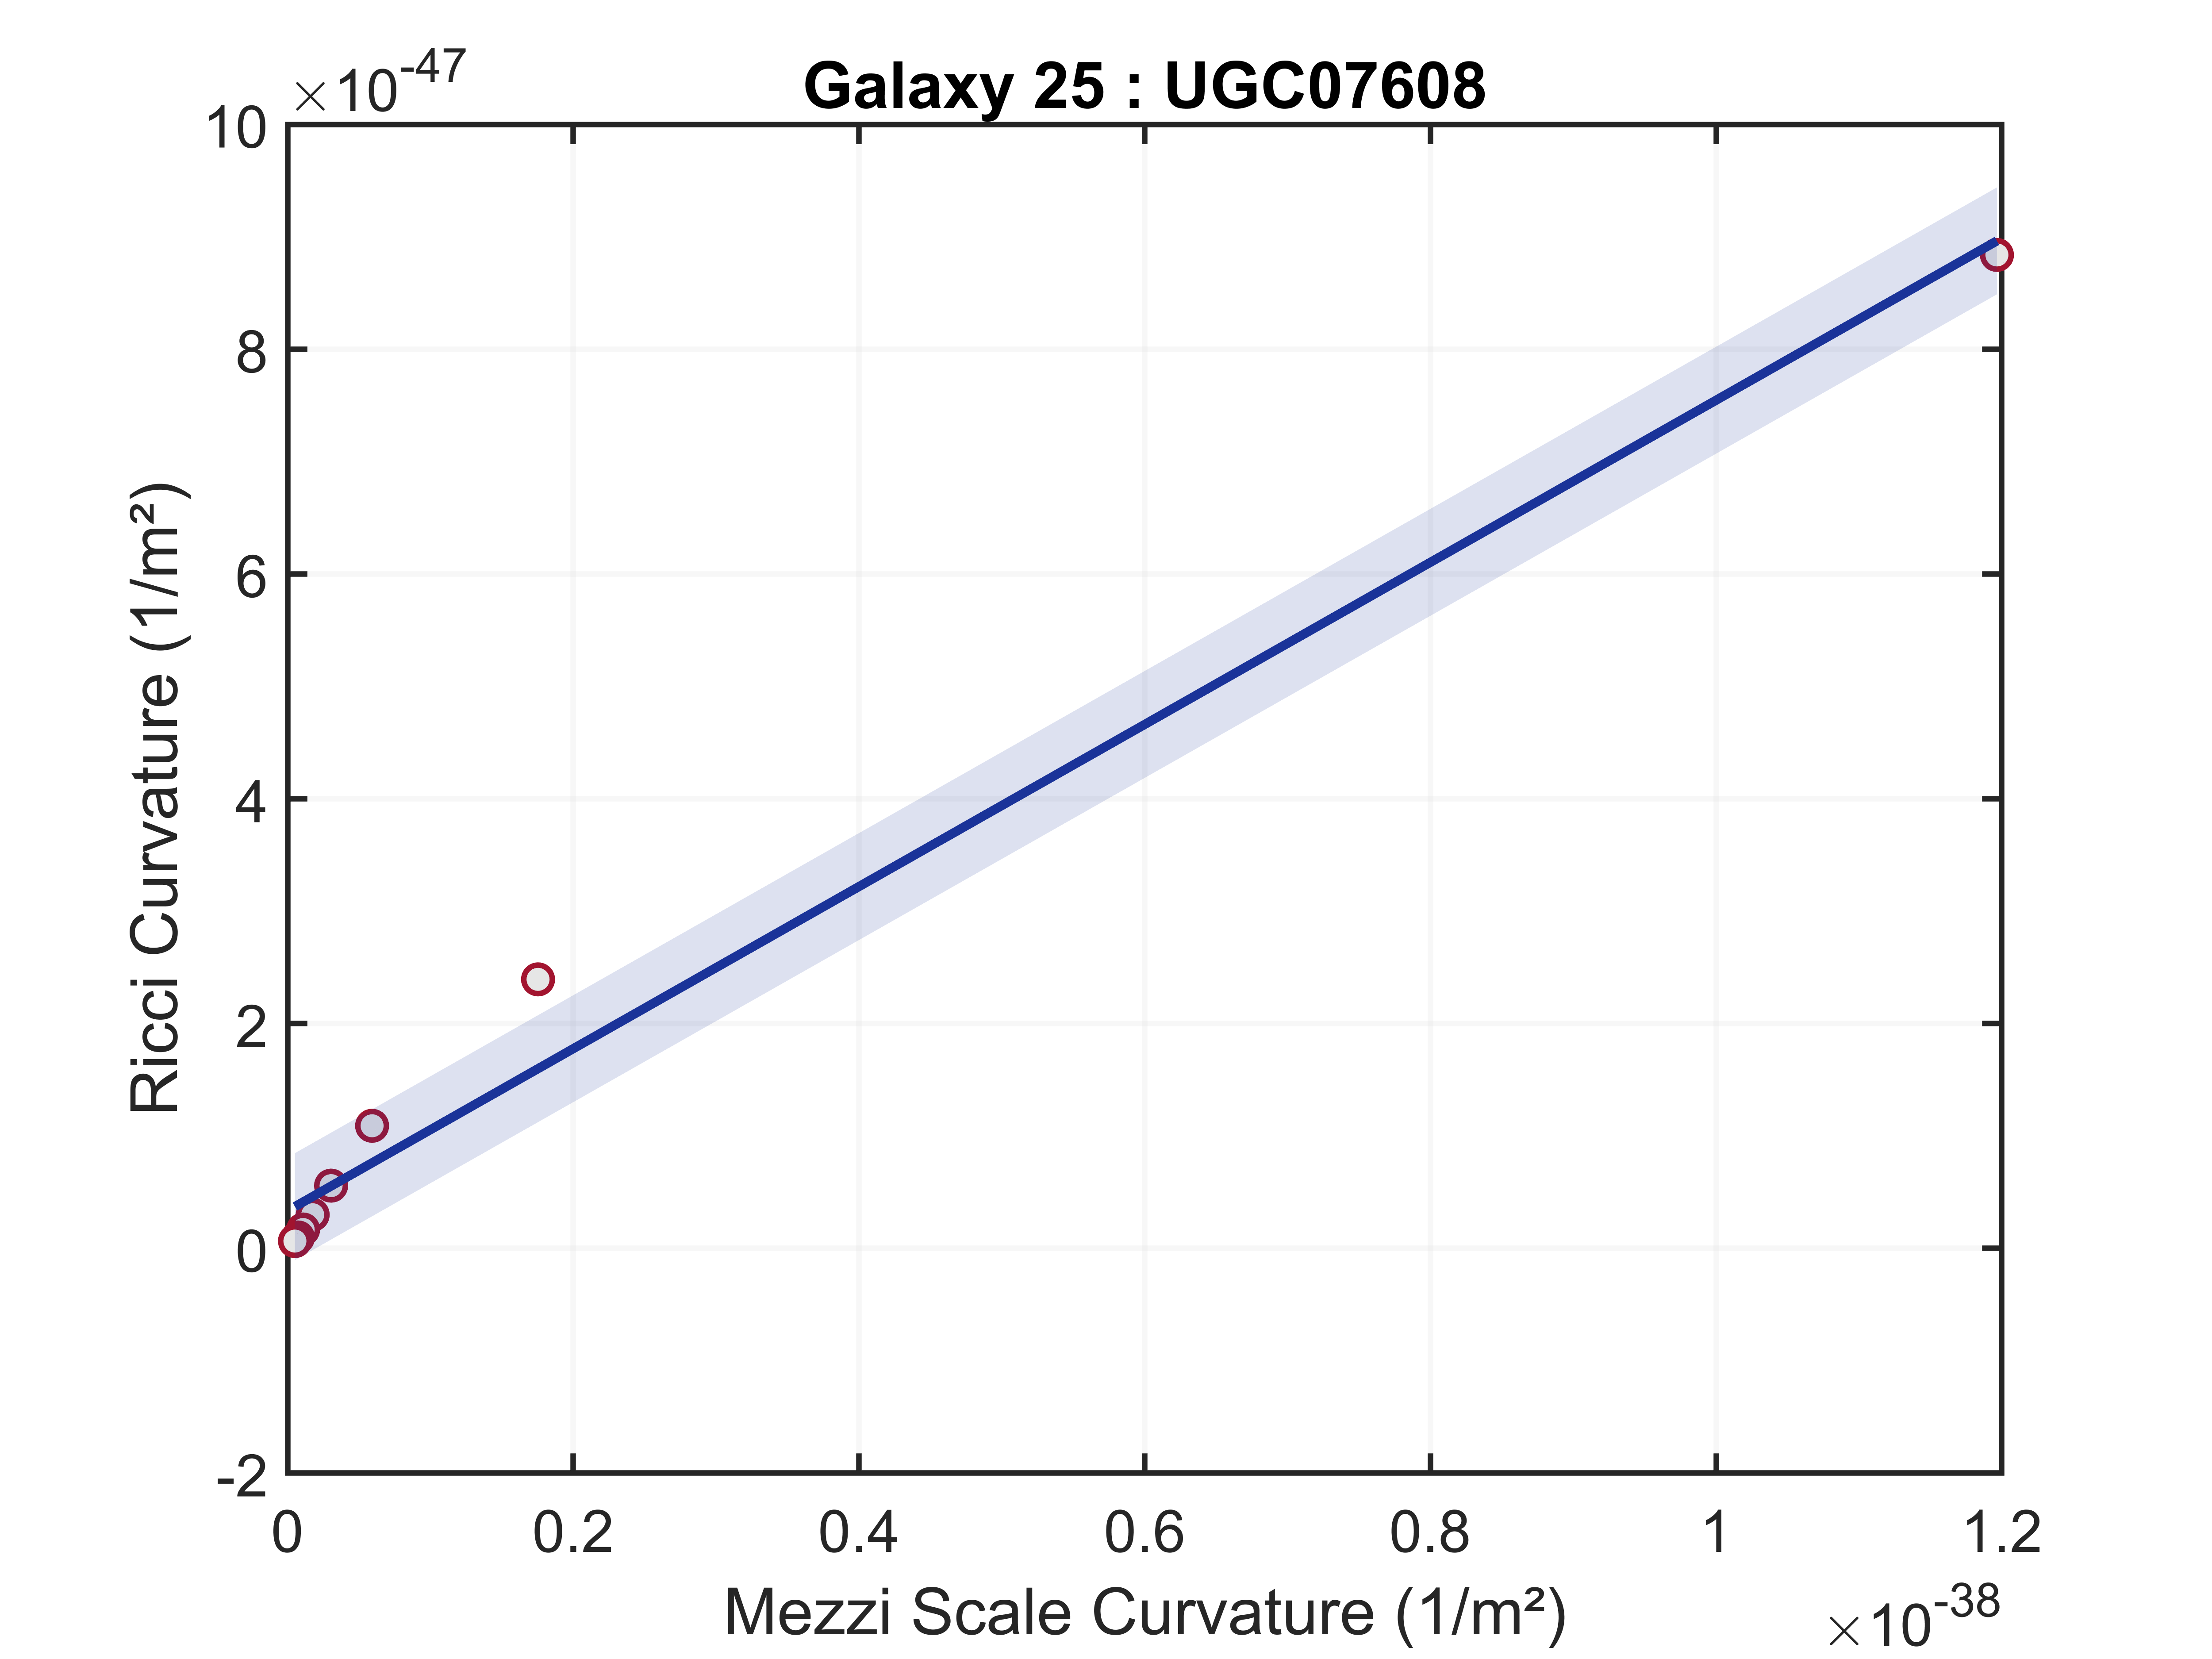 ×10-47
Galaxy 25 : UGC07608
10
8
6
4
2
0
-2
Ricci Curvature (1/m²)
0 0.2 0.4 0.6 0.8 1 1.2
Mezzi Scale Curvature (1/m²)
×10-38